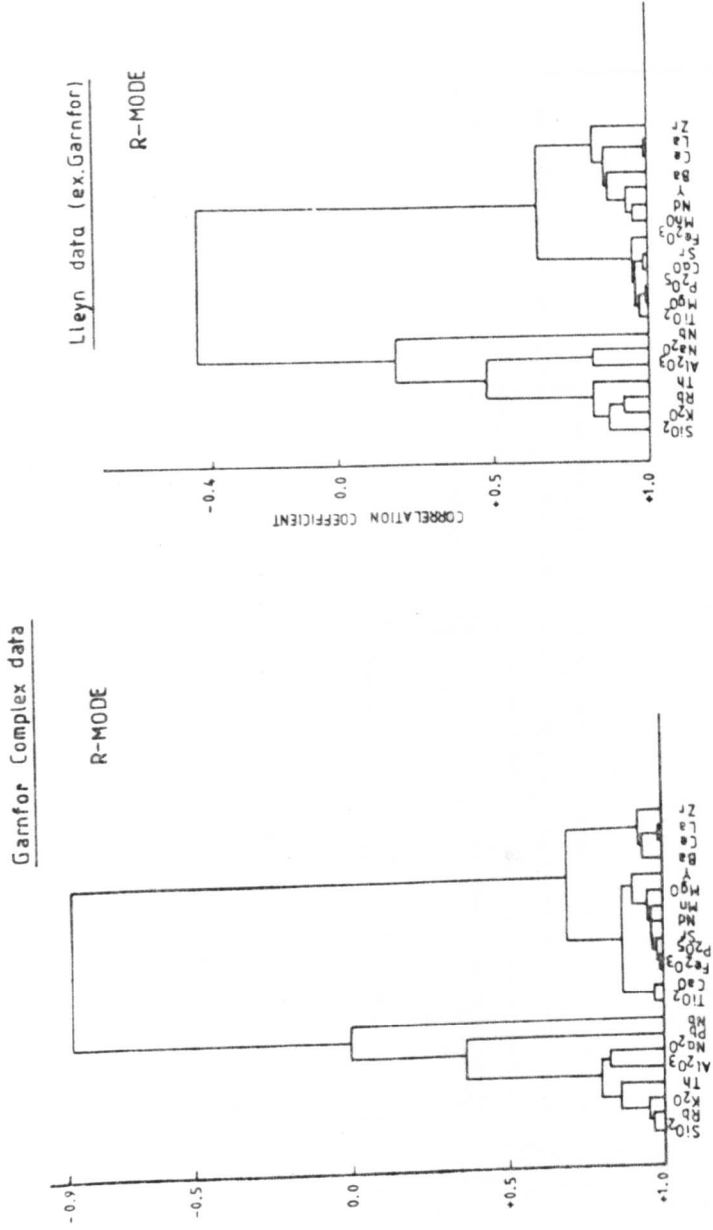 Garnfor Complex data
R-MODE
-0.9
-0.5
0.0
+0.5
+1.0
SiO2
Rb
K2O
Th
Al2O3
Na2O
Pb
Nb
TiO2
CaO
Fe2O3
P2O5
Sr
Nd
Mn
MgO
Y
Ba
Ce
La
Zr
Lleyn data (ex.Garnfor)
R-MODE
CORRELATION COEFFICIENT
-0.4
0.0
+0.5
+1.0
SiO2
K2O
Rb
Th
Al2O3
Na2O
Nb
TiO2
MgO
P2O5
CaO
Sr
Fe2O3
MnO
Nd
Y
Ba
Ce
La
Zr